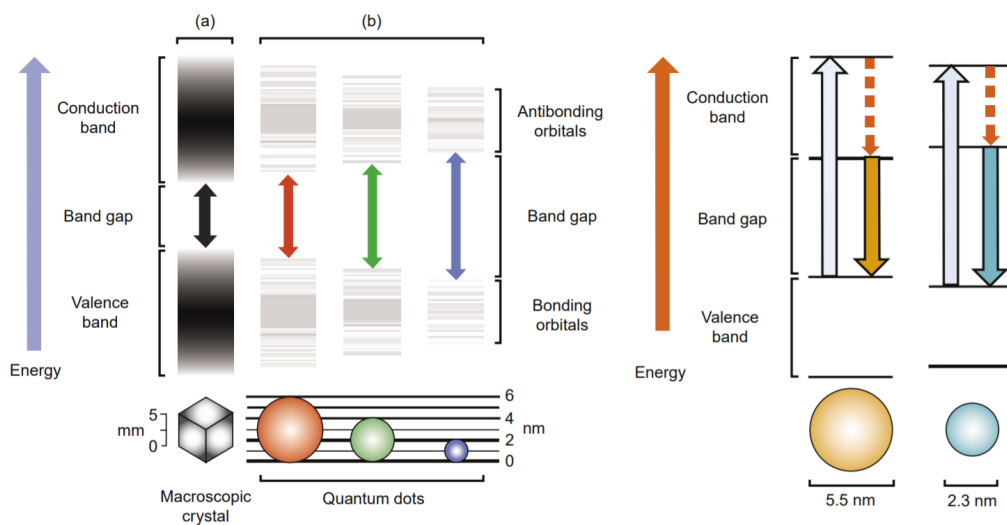 (a)
(b)
Conduction
band
Band gap
Valence
band
Energy
Antibonding
orbitals
Band gap
Bonding
orbitals
5
mm
0
6
4
nm
2
0
Macroscopic
crystal
Quantum dots
Conduction
band
Band gap
Valence
band
Energy
5.5 nm
2.3 nm